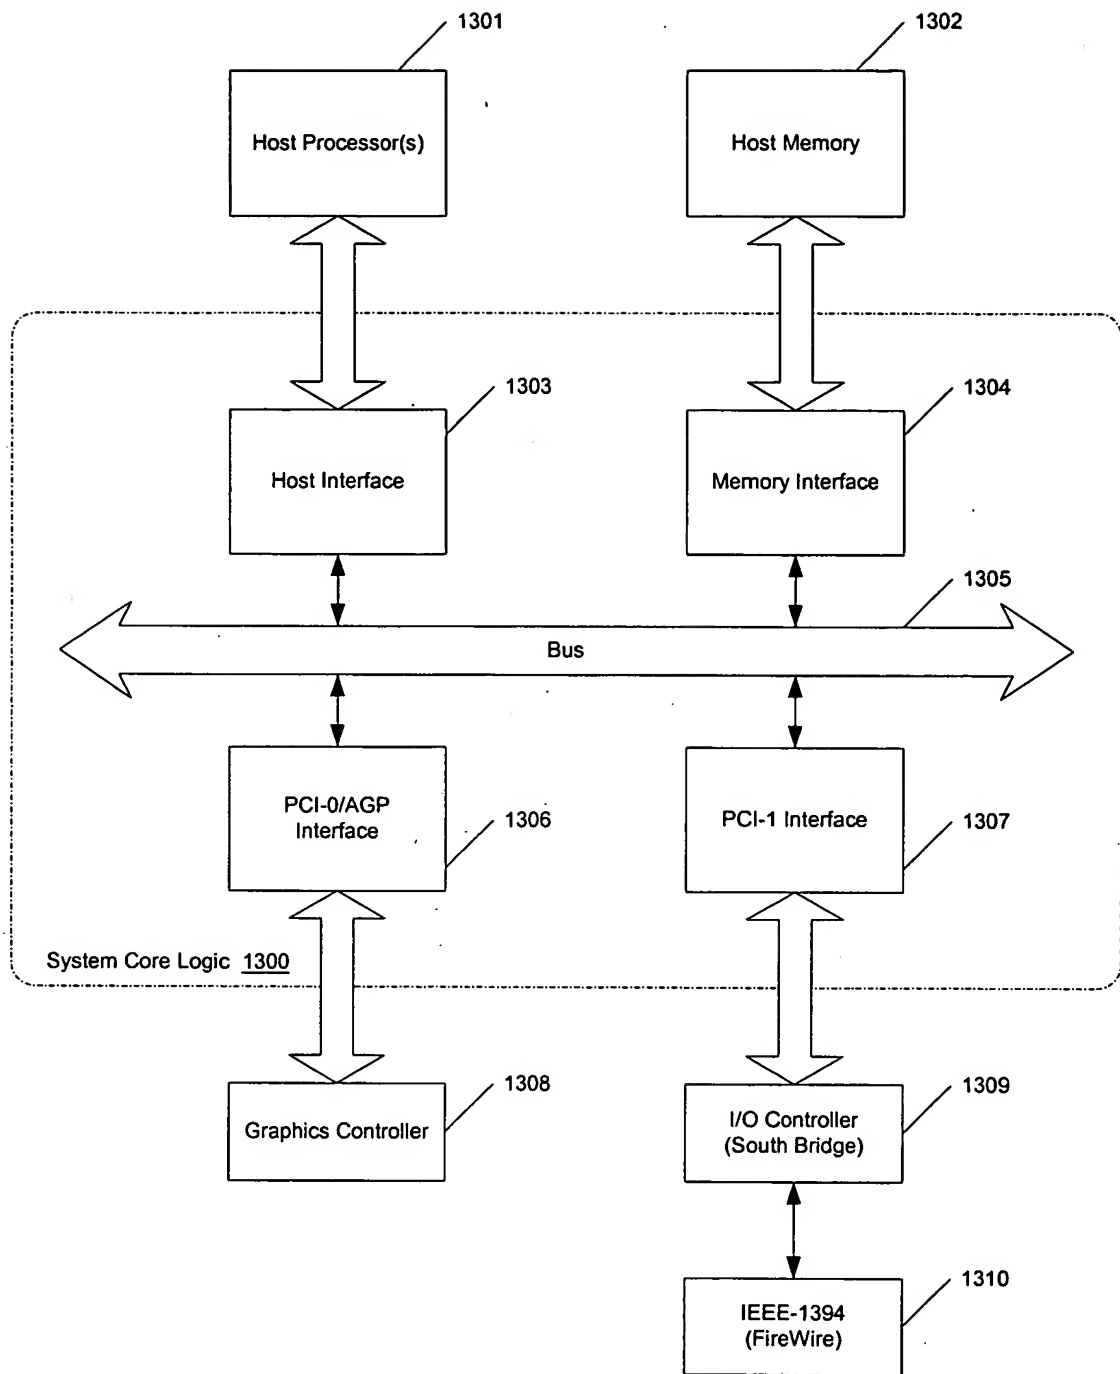 1301
1302
Host Processor(s)
Host Memory
1303
1304
Host Interface
Memory Interface
1305
Bus
PCI-0/AGP
Interface
1306
PCI-1 Interface
1307
System Core Logic 1300
1308
Graphics Controller
1309
I/O Controller
(South Bridge)
1310
IEEE-1394
(FireWire)